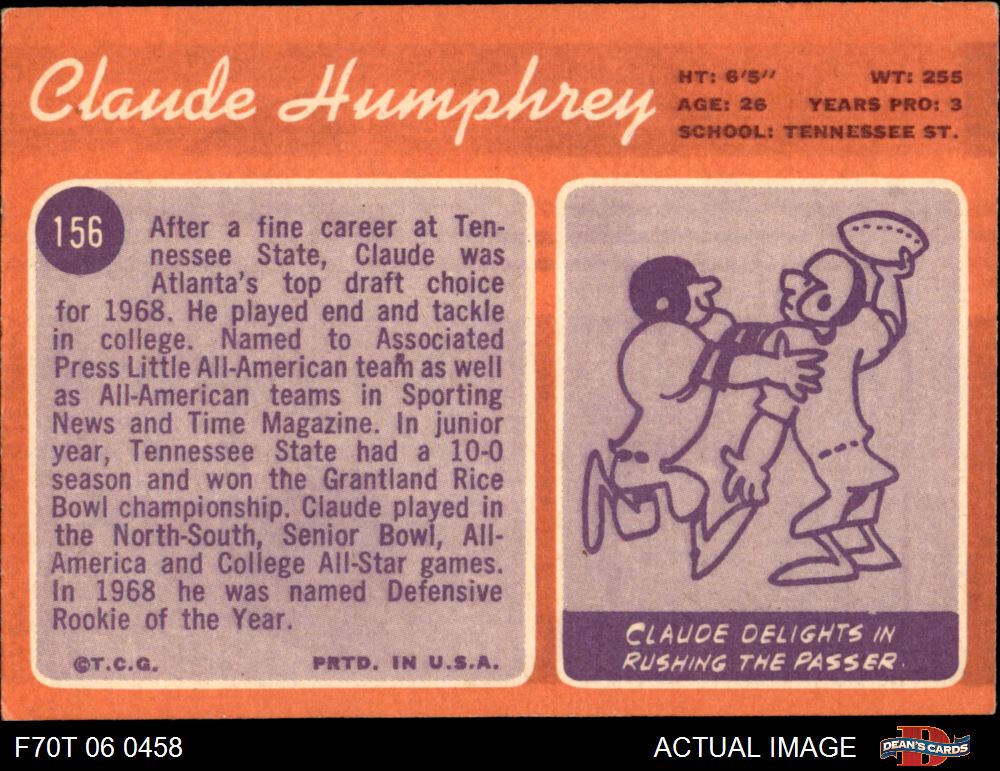 Claude Humphrey
HT: 6'5" WT: 255
AGE: 26 YEARS PRO: 3
SCHOOL: TENNESSEE ST.
156
After a fine career at Ten-
nessee State, Claude was
Atlanta's top draft choice
for 1968. He played end and tackle
in college. Named to Associated
Press Little All-American team as well
as All-American teams in Sporting
News and Time Magazine. In junior
year, Tennessee State had a 10-0
season and won the Grantland Rice
Bowl championship. Claude played in
the North-South, Senior Bowl, All-
America and College All-Star games.
In 1968 he was named Defensive
Rookie of the Year.
©T.C.G. PRTD. IN U.S.A.
CLAUDE DELIGHTS IN
RUSHING THE PASSER.
F70T 06 0458
ACTUAL IMAGE
DEAN'S CARDS